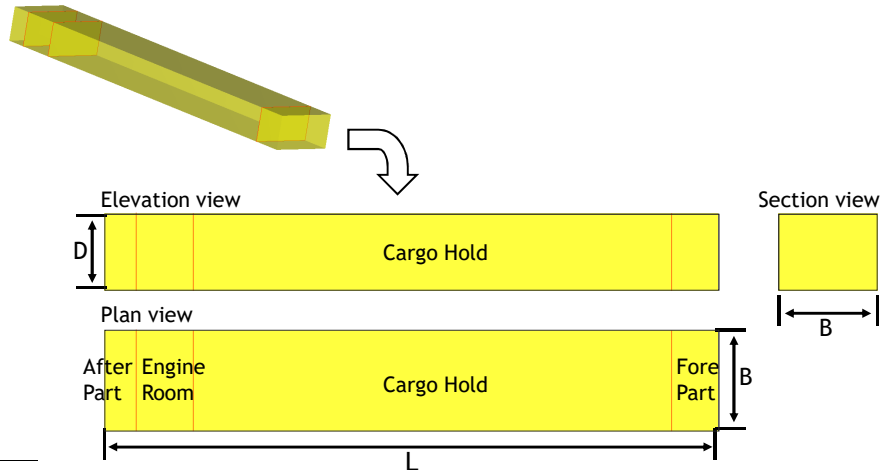 Elevation view
Section view
D
Cargo Hold
B
Plan view
After
Part
Engine
Room
Cargo Hold
Fore
Part
B
L